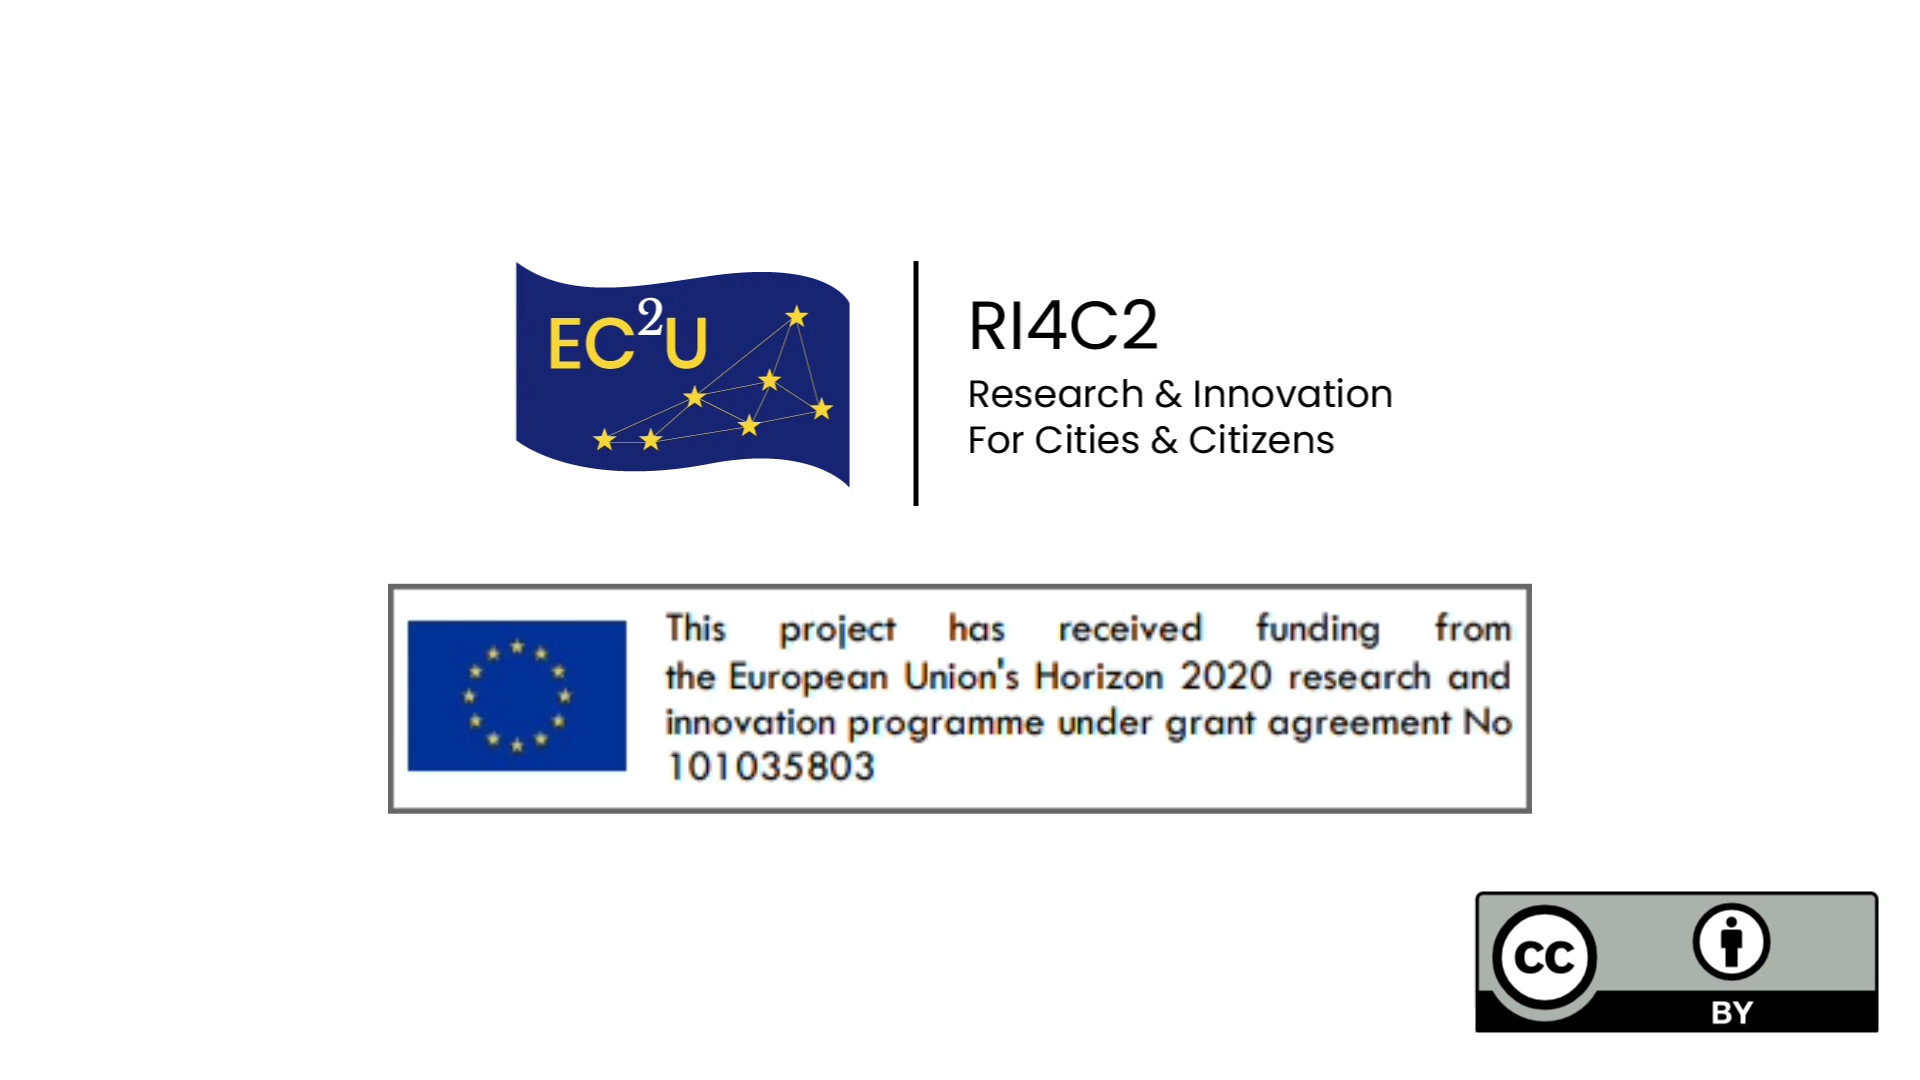 EC²U
RI4C2
Research & Innovation
For Cities & Citizens
This project has received funding from
the European Union's Horizon 2020 research and
innovation programme under grant agreement No
101035803
CC
BY